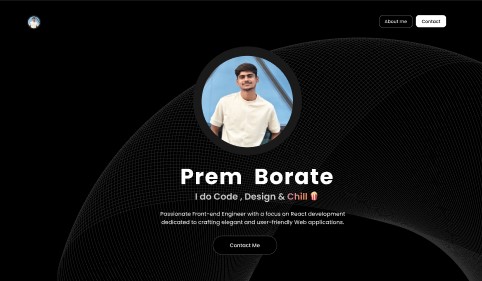 About me
Contact
Prem Borate
I do Code , Design & Chill 🍿
Passionate Front-end Engineer with a focus on React development
dedicated to crafting elegant and user-friendly Web applications.
Contact Me